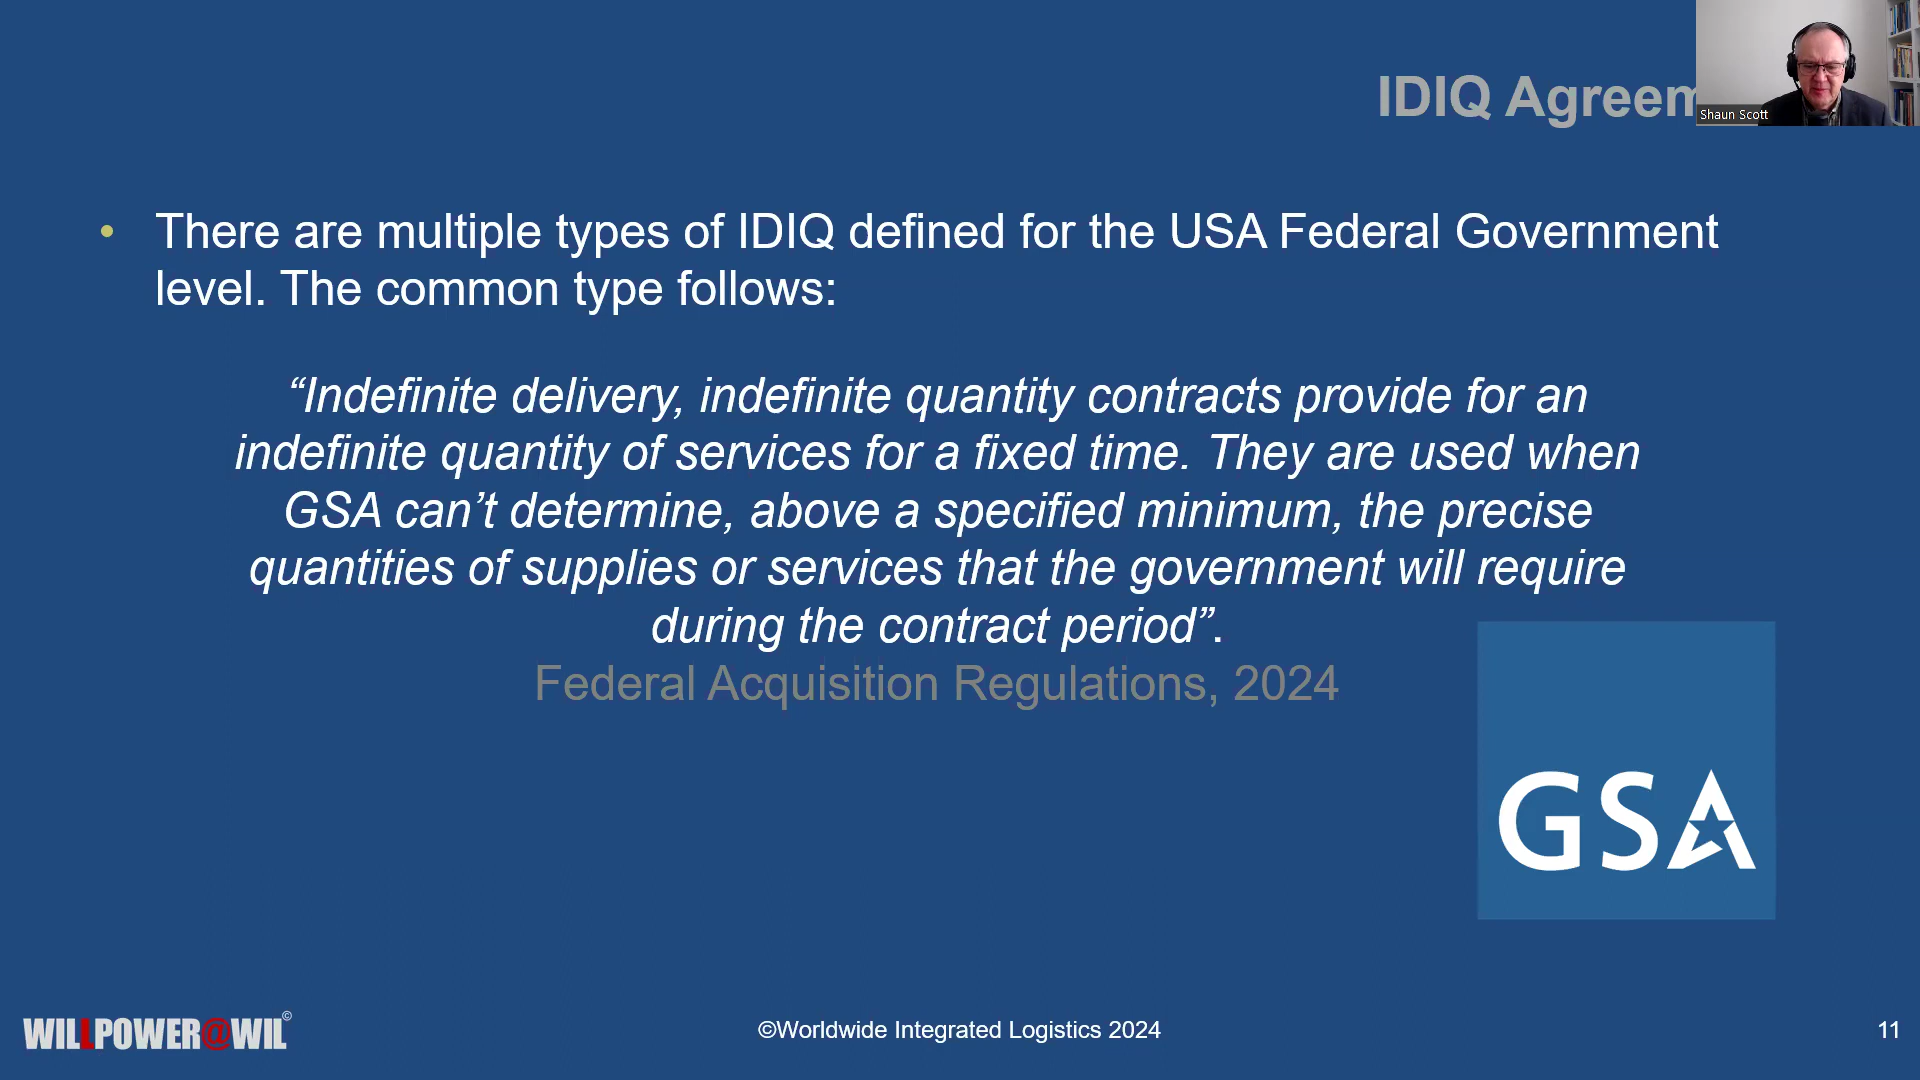 IDIQ Agreem
Shaun Scott
• There are multiple types of IDIQ defined for the USA Federal Government
level. The common type follows:
“Indefinite delivery, indefinite quantity contracts provide for an
indefinite quantity of services for a fixed time. They are used when
GSA can’t determine, above a specified minimum, the precise
quantities of supplies or services that the government will require
during the contract period”.
Federal Acquisition Regulations, 2024
GSA
WILLPOWER@WIL©
©Worldwide Integrated Logistics 2024
11